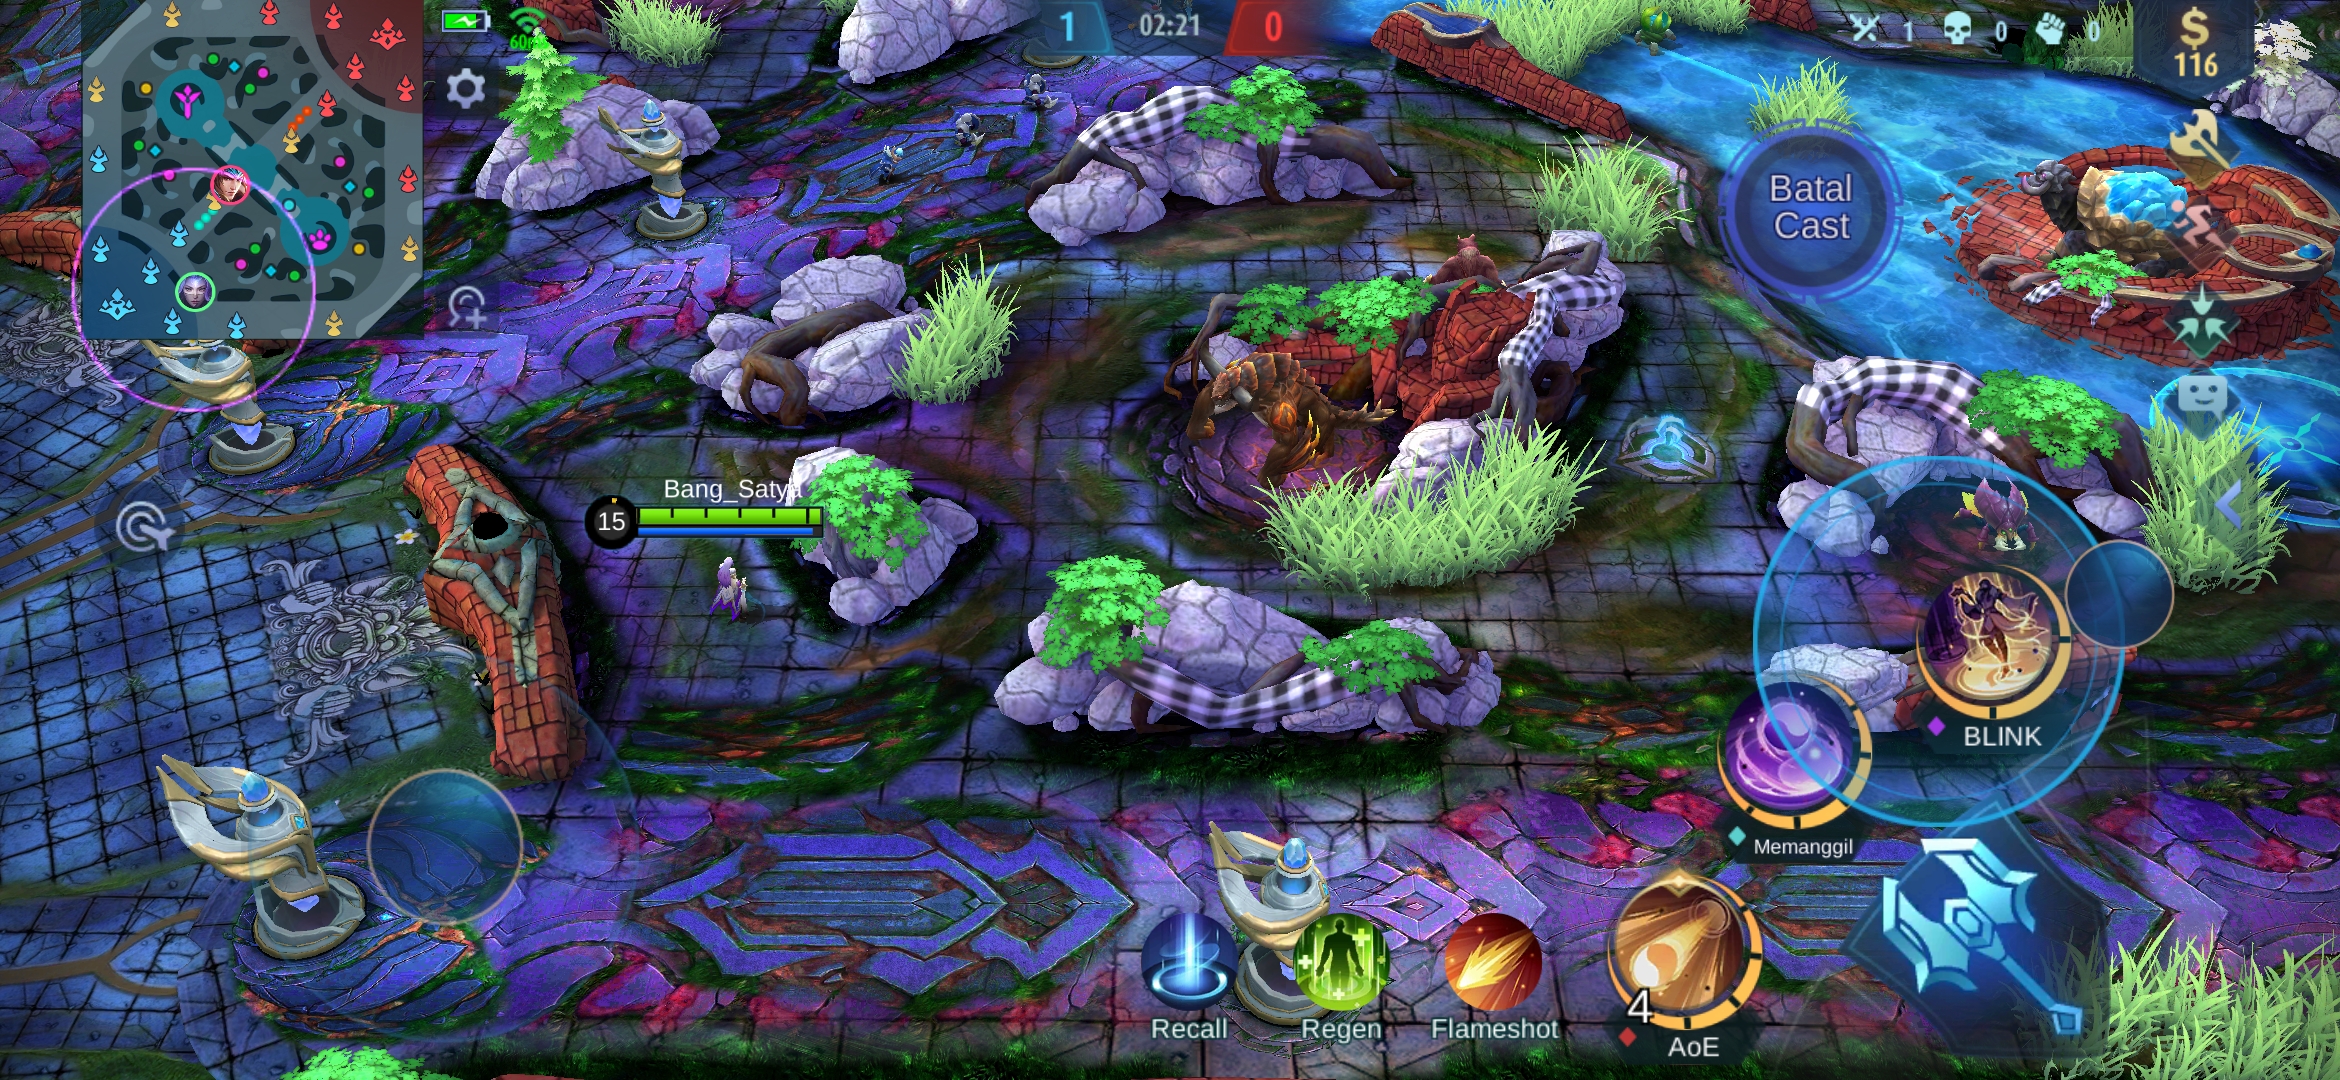 60ms
1
02:21
0
1
0
0
$
116
Batal
Cast
Bang_Satya
15
BLINK
Memanggil
4
Recall
Regen
Flameshot
AoE